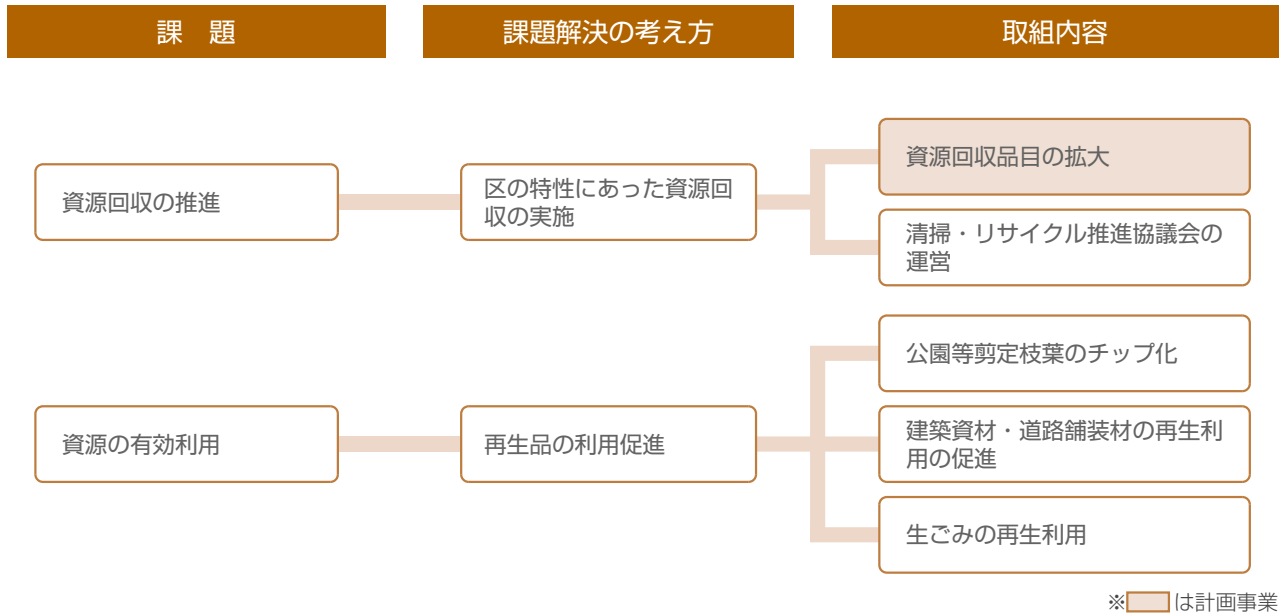 課　題
課題解決の考え方
取組内容
資源回収の推進
区の特性にあった資源回
収の実施
資源回収品目の拡大
清掃・リサイクル推進協議会の
運営
資源の有効利用
再生品の利用促進
公園等剪定枝葉のチップ化
建築資材・道路舗装材の再生利
用の促進
生ごみの再生利用
※　　は計画事業